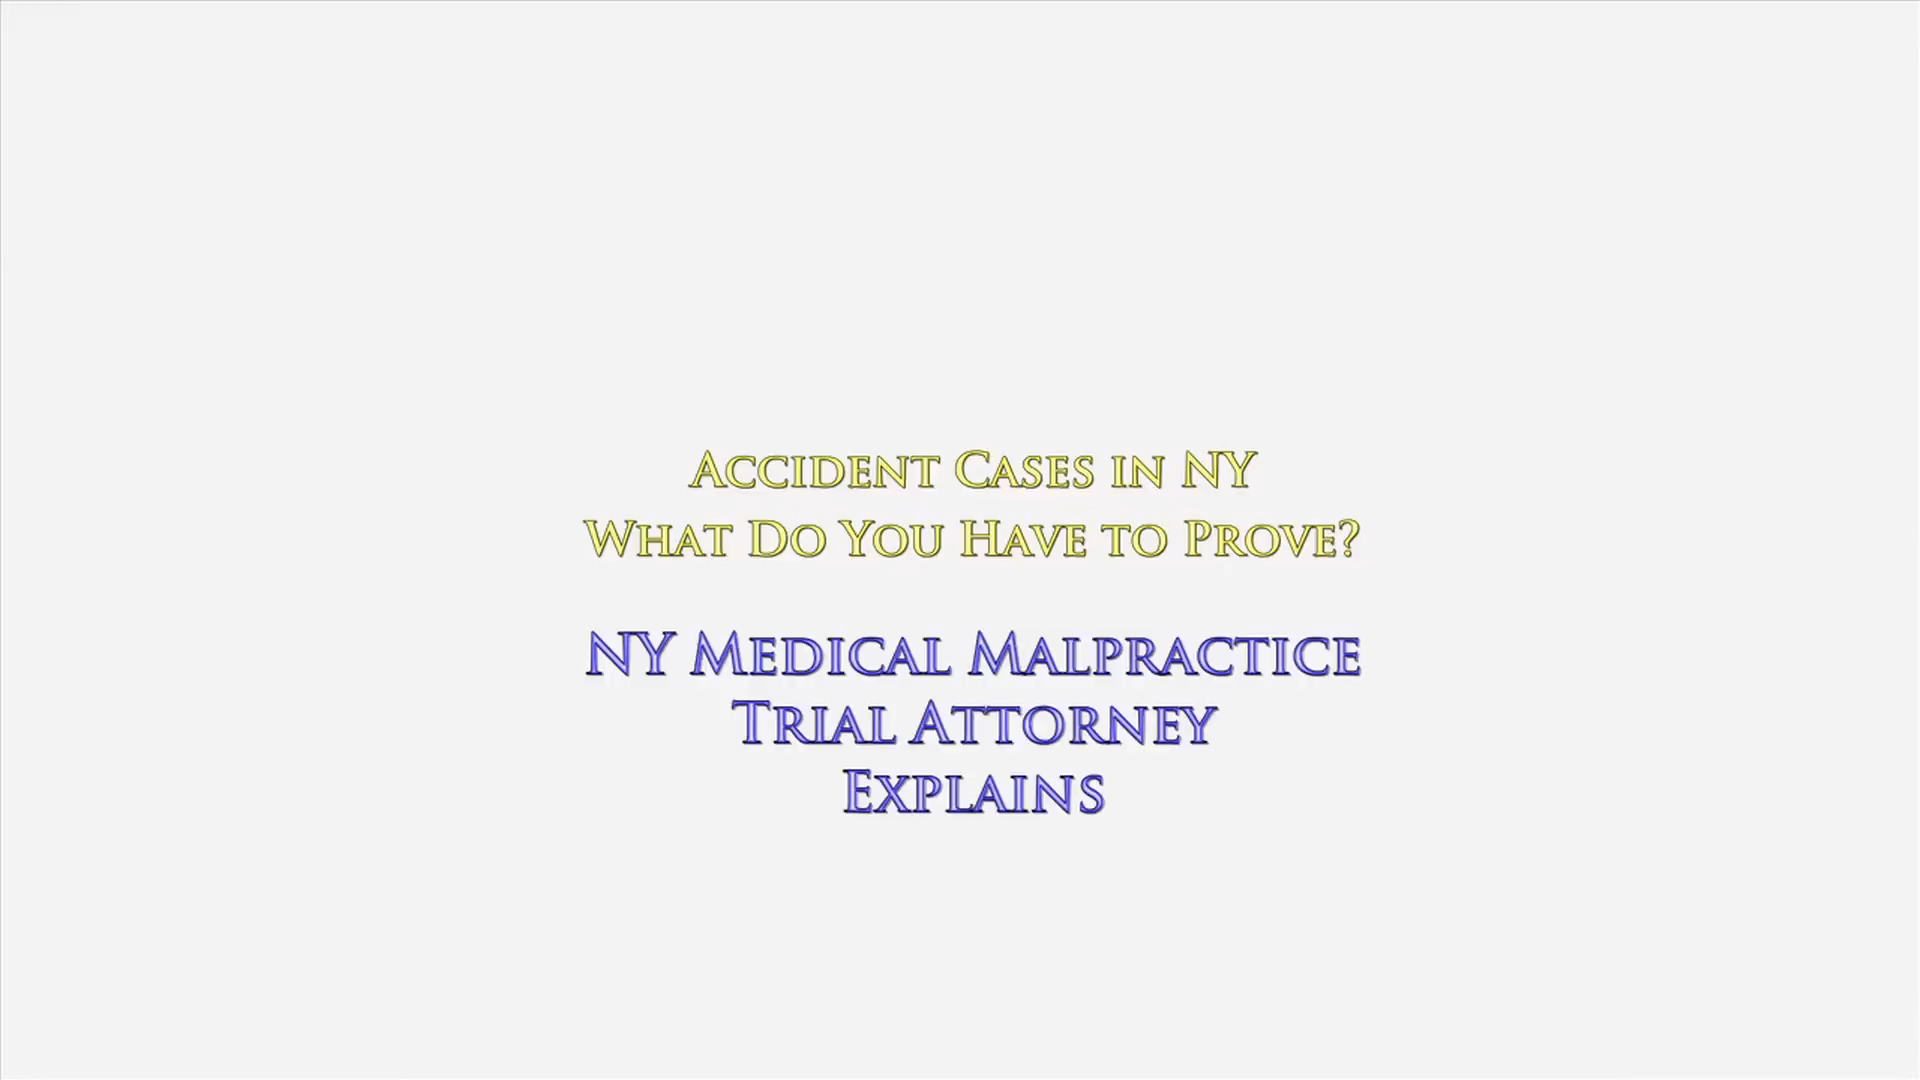 Accident Cases in NY
What Do You Have to Prove?
NY Medical Malpractice
Trial Attorney
Explains